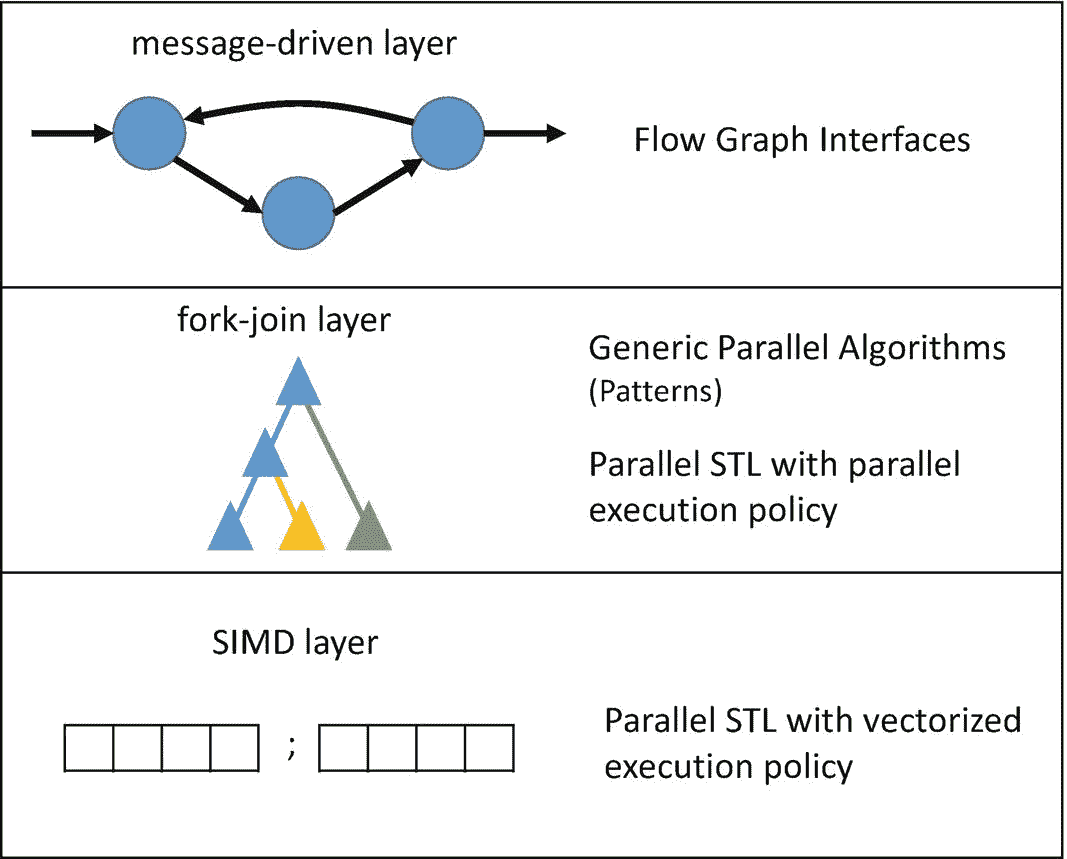 message-driven layer
Flow Graph Interfaces
fork-join layer
Generic Parallel Algorithms
(Patterns)
Parallel STL with parallel
execution policy
SIMD layer
;
Parallel STL with vectorized
execution policy